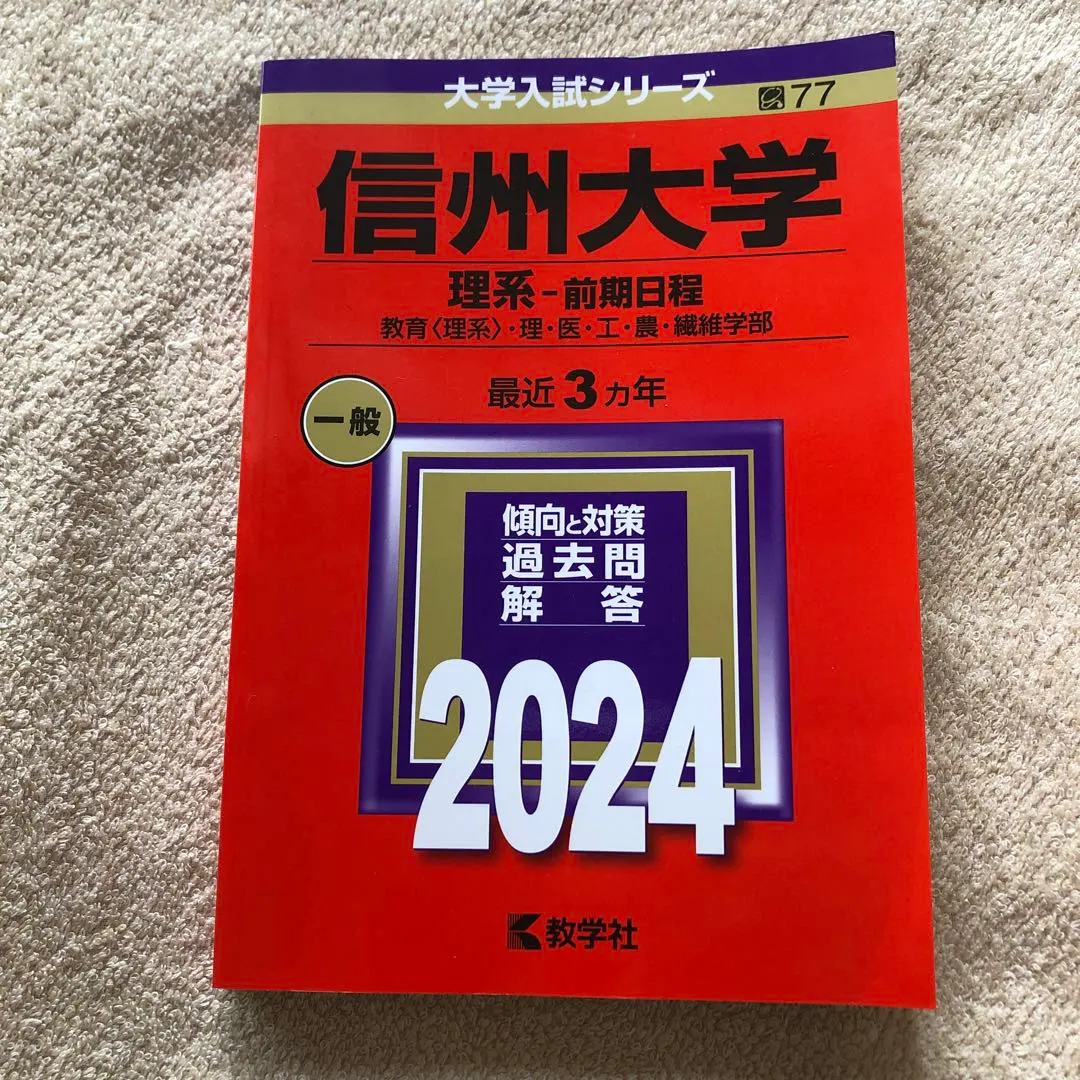 大学入試シリーズ
77
信州大学
理系－前期日程
教育〈理系〉・理・医・工・農・繊維学部
最近3カ年
一般
傾向と対策
過去問
解答
2024
教学社